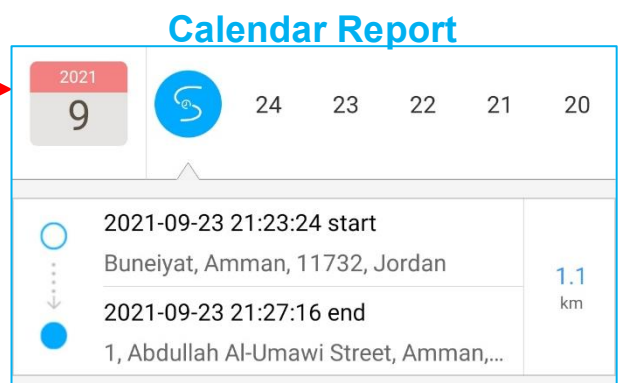 Calendar Report
2021
9
24 23 22 21 20
2021-09-23 21:23:24 start
Buneiyat, Amman, 11732, Jordan
2021-09-23 21:27:16 end
1, Abdullah Al-Umawi Street, Amman,...
1.1
km